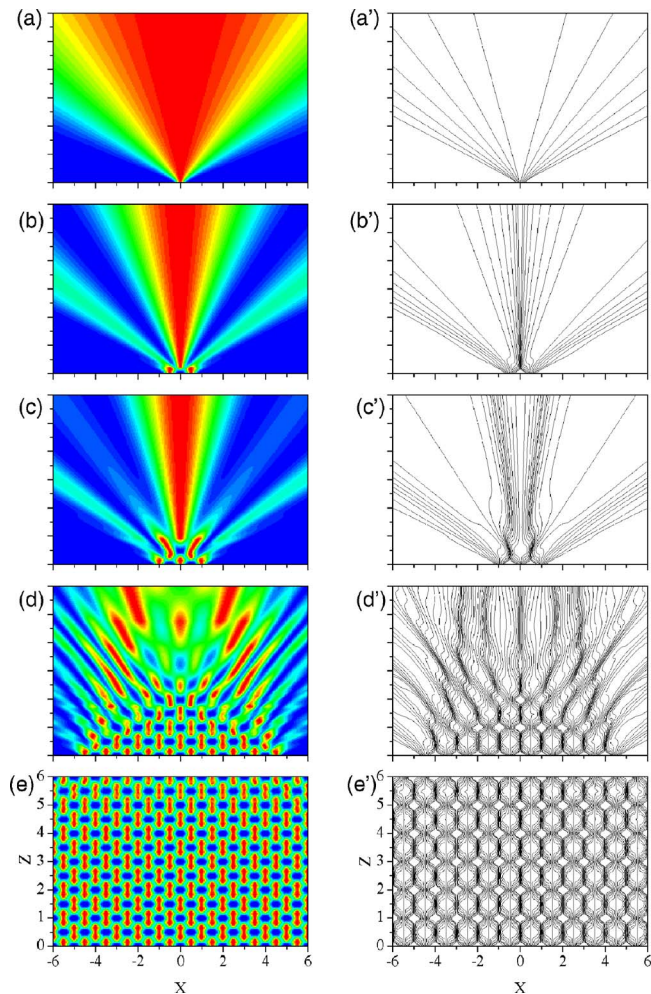 (a) (a')
(b) (b')
(c) (c')
(d) (d')
(e) 6 (e') 6
5 5
4 4
Z 3 Z 3
2 2
1 1
0 0
-6 -4 -2 0 2 4 6 -6 -4 -2 0 2 4 6
X X